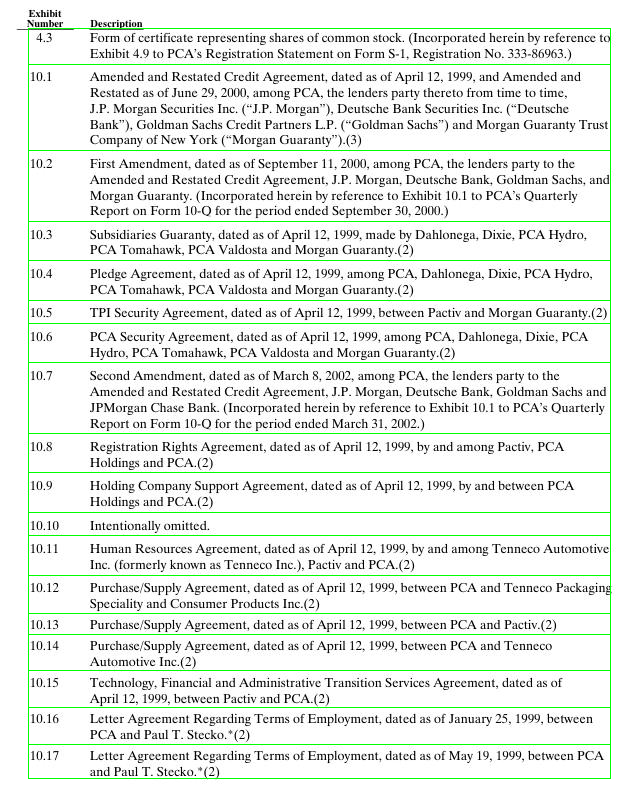 Exhibit
Number Description
4.3 Form of certificate representing shares of common stock. (Incorporated herein by reference to
Exhibit 4.9 to PCA’s Registration Statement on Form S-1, Registration No. 333-86963.)
10.1 Amended and Restated Credit Agreement, dated as of April 12, 1999, and Amended and
Restated as of June 29, 2000, among PCA, the lenders party thereto from time to time,
J.P. Morgan Securities Inc. (“J.P. Morgan”), Deutsche Bank Securities Inc. (“Deutsche
Bank”), Goldman Sachs Credit Partners L.P. (“Goldman Sachs”) and Morgan Guaranty Trust
Company of New York (“Morgan Guaranty”).(3)
10.2 First Amendment, dated as of September 11, 2000, among PCA, the lenders party to the
Amended and Restated Credit Agreement, J.P. Morgan, Deutsche Bank, Goldman Sachs, and
Morgan Guaranty. (Incorporated herein by reference to Exhibit 10.1 to PCA’s Quarterly
Report on Form 10-Q for the period ended September 30, 2000.)
10.3 Subsidiaries Guaranty, dated as of April 12, 1999, made by Dahlonega, Dixie, PCA Hydro,
PCA Tomahawk, PCA Valdosta and Morgan Guaranty.(2)
10.4 Pledge Agreement, dated as of April 12, 1999, among PCA, Dahlonega, Dixie, PCA Hydro,
PCA Tomahawk, PCA Valdosta and Morgan Guaranty.(2)
10.5 TPI Security Agreement, dated as of April 12, 1999, between Pactiv and Morgan Guaranty.(2)
10.6 PCA Security Agreement, dated as of April 12, 1999, among PCA, Dahlonega, Dixie, PCA
Hydro, PCA Tomahawk, PCA Valdosta and Morgan Guaranty.(2)
10.7 Second Amendment, dated as of March 8, 2002, among PCA, the lenders party to the
Amended and Restated Credit Agreement, J.P. Morgan, Deutsche Bank, Goldman Sachs and
JPMorgan Chase Bank. (Incorporated herein by reference to Exhibit 10.1 to PCA’s Quarterly
Report on Form 10-Q for the period ended March 31, 2002.)
10.8 Registration Rights Agreement, dated as of April 12, 1999, by and among Pactiv, PCA
Holdings and PCA.(2)
10.9 Holding Company Support Agreement, dated as of April 12, 1999, by and between PCA
Holdings and PCA.(2)
10.10 Intentionally omitted.
10.11 Human Resources Agreement, dated as of April 12, 1999, by and among Tenneco Automotive
Inc. (formerly known as Tenneco Inc.), Pactiv and PCA.(2)
10.12 Purchase/Supply Agreement, dated as of April 12, 1999, between PCA and Tenneco Packaging
Speciality and Consumer Products Inc.(2)
10.13 Purchase/Supply Agreement, dated as of April 12, 1999, between PCA and Pactiv.(2)
10.14 Purchase/Supply Agreement, dated as of April 12, 1999, between PCA and Tenneco
Automotive Inc.(2)
10.15 Technology, Financial and Administrative Transition Services Agreement, dated as of
April 12, 1999, between Pactiv and PCA.(2)
10.16 Letter Agreement Regarding Terms of Employment, dated as of January 25, 1999, between
PCA and Paul T. Stecko.*(2)
10.17 Letter Agreement Regarding Terms of Employment, dated as of May 19, 1999, between PCA
and Paul T. Stecko.*(2)